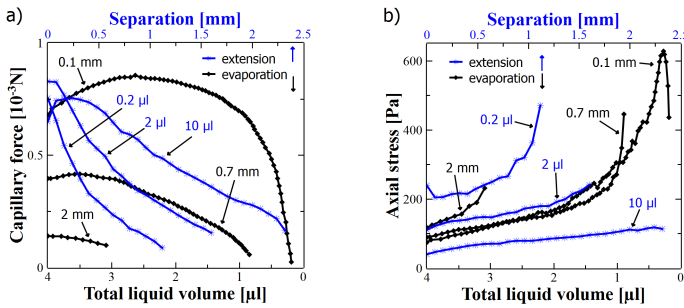 a)
Separation [mm]
0 0.5 1 1.5 2 2.5
1
0.5
0
Capillary force [10⁻³N]
extension
evaporation
0.1 mm
0.2 µl
2 µl
10 µl
0.7 mm
2 mm
4 3 2 1 0
Total liquid volume [µl]
b)
Separation [mm]
0 0.5 1 1.5 2 2.5
600
400
200
0
Axial stress [Pa]
extension
evaporation
0.1 mm
0.2 µl
0.7 mm
2 mm
2 µl
10 µl
4 3 2 1 0
Total liquid volume [µl]